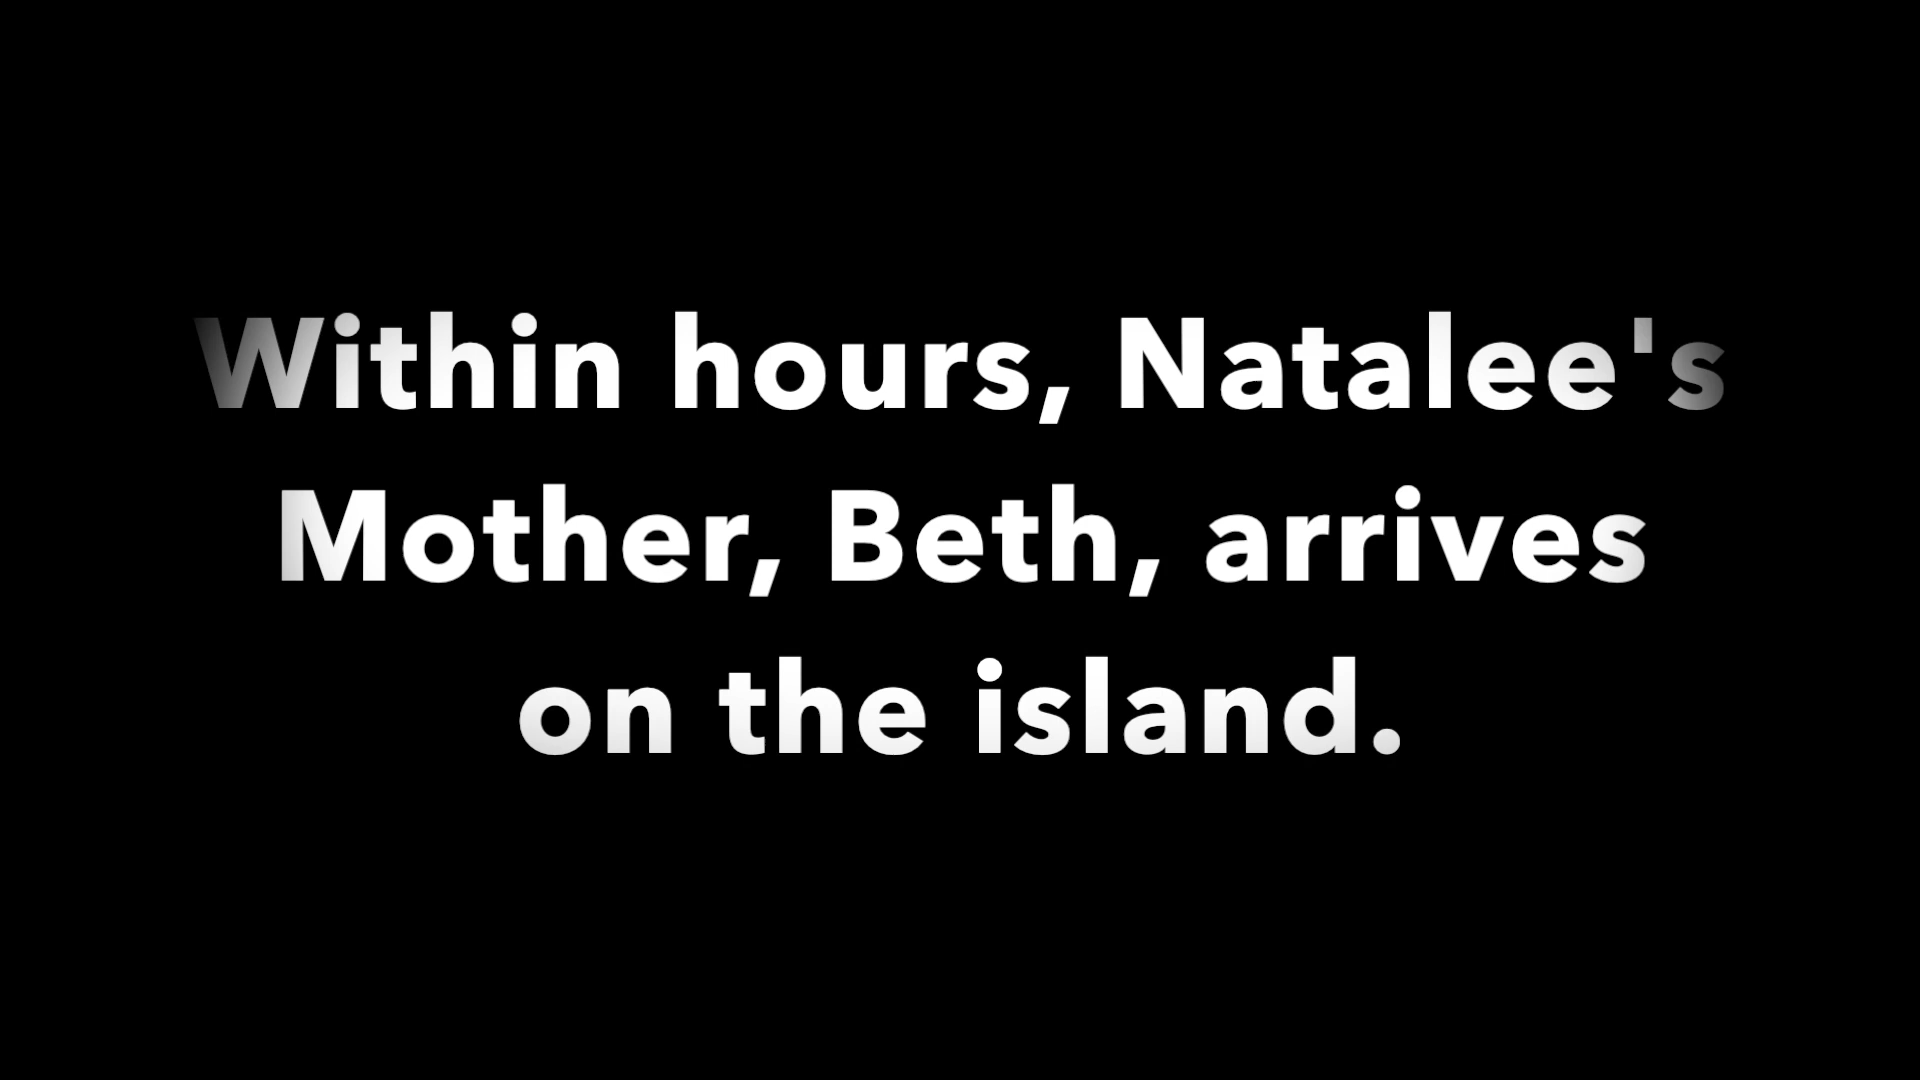 Within hours, Natalee's
Mother, Beth, arrives
on the island.